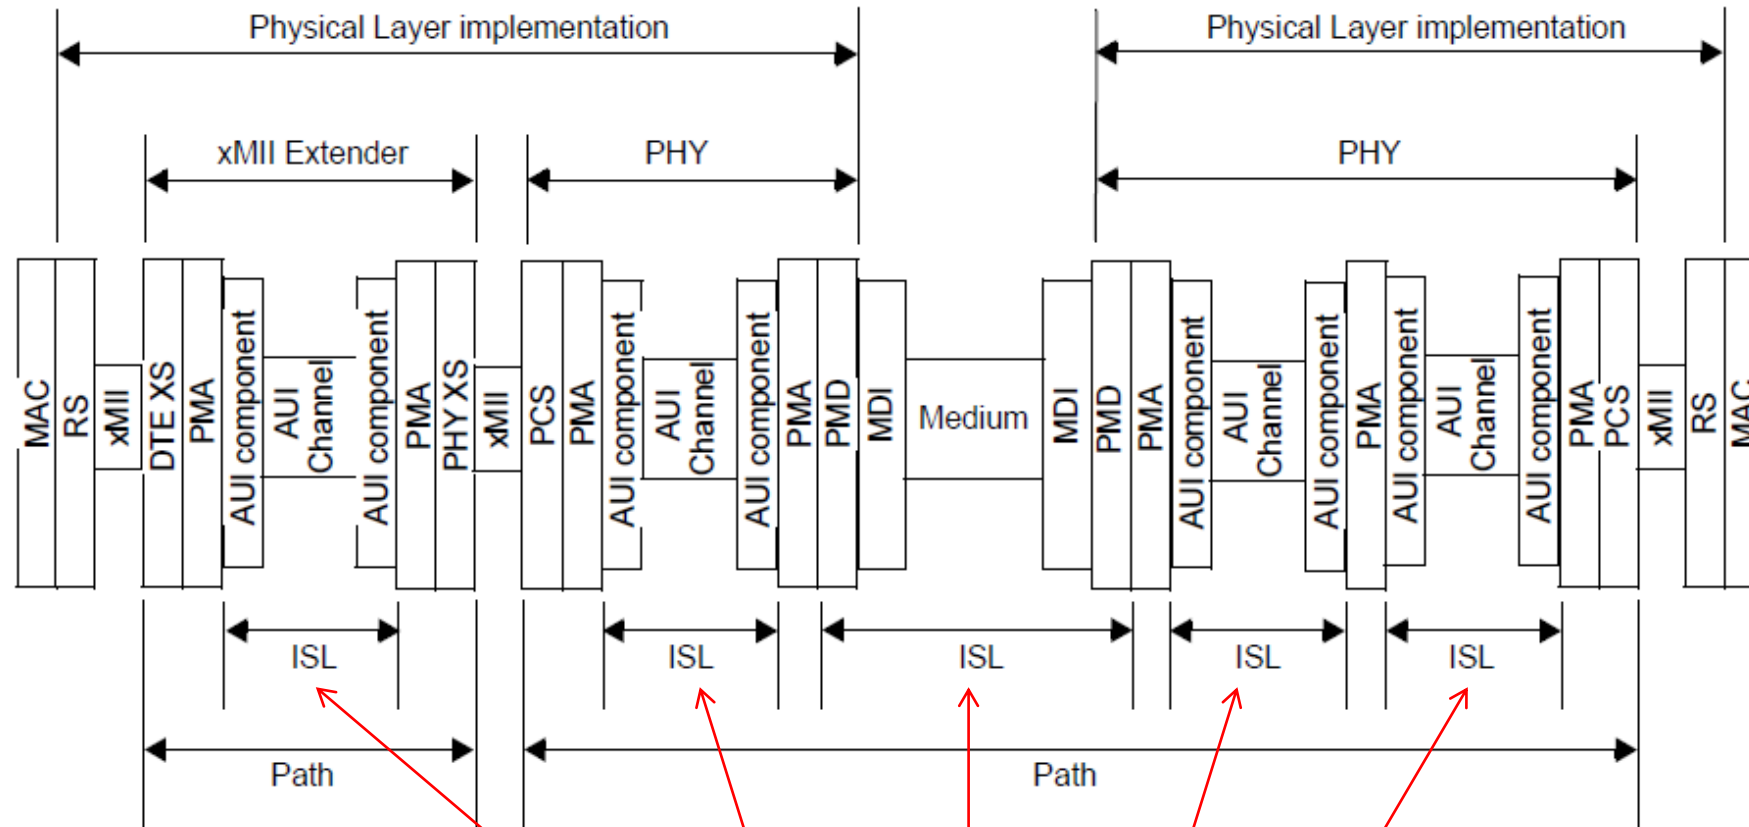 Physical Layer implementation
Physical Layer implementation
xMII Extender
PHY
PHY
MAC
RS
xMII
DTE XS
PMA
AUI component
AUI
Channel
AUI component
PMA
PHY XS
xMII
PCS
PMA
AUI component
AUI
Channel
AUI component
PMA
PMD
MDI
Medium
MDI
PMD
PMA
AUI component
AUI
Channel
AUI component
PMA
AUI component
AUI
Channel
AUI component
PMA
PCS
xMII
RS
MAC
ISL
ISL
ISL
ISL
ISL
Path
Path